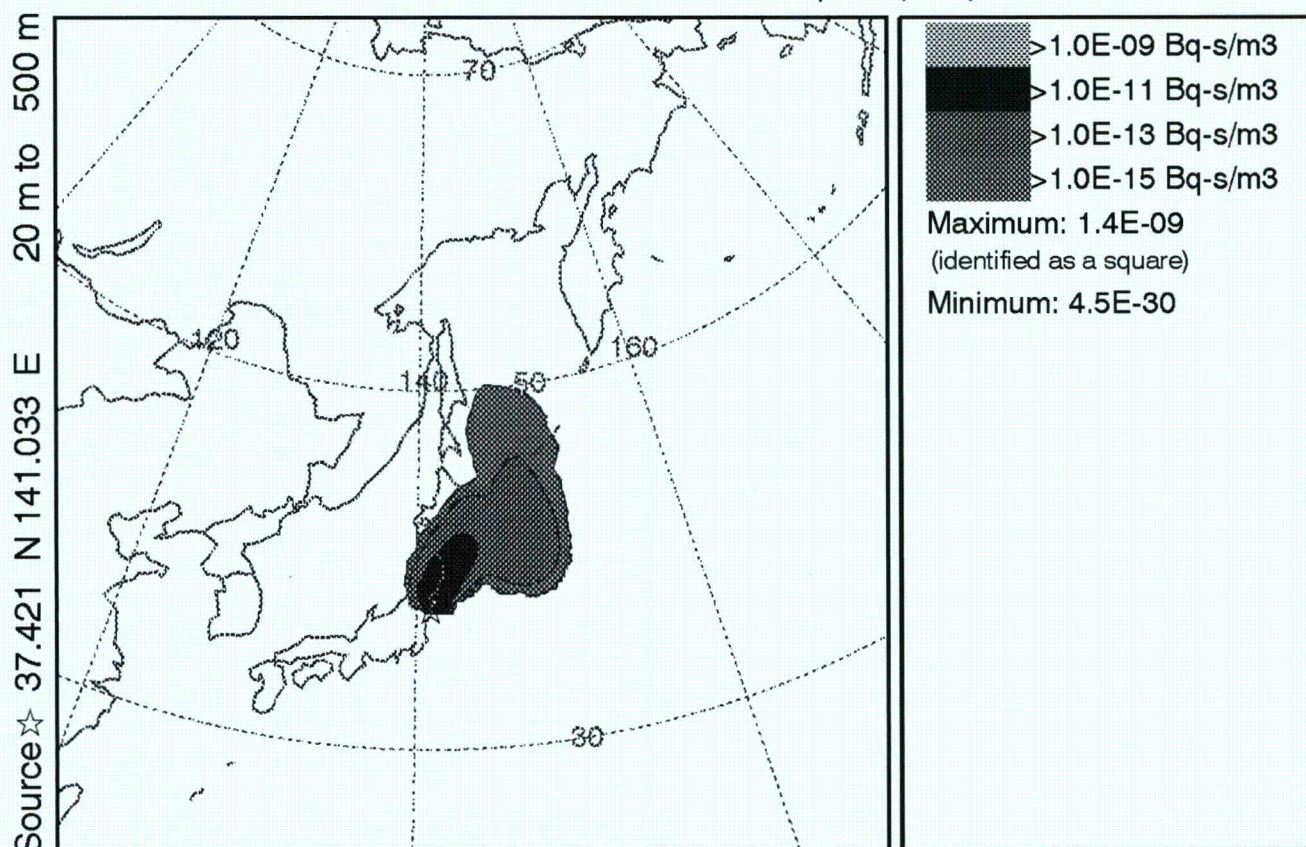 Source☆ 37.421 N 141.033 E 20 m to 500 m
70
120
140
50
160
30
>1.0E-09 Bq-s/m3
>1.0E-11 Bq-s/m3
>1.0E-13 Bq-s/m3
>1.0E-15 Bq-s/m3
Maximum: 1.4E-09
(identified as a square)
Minimum: 4.5E-30